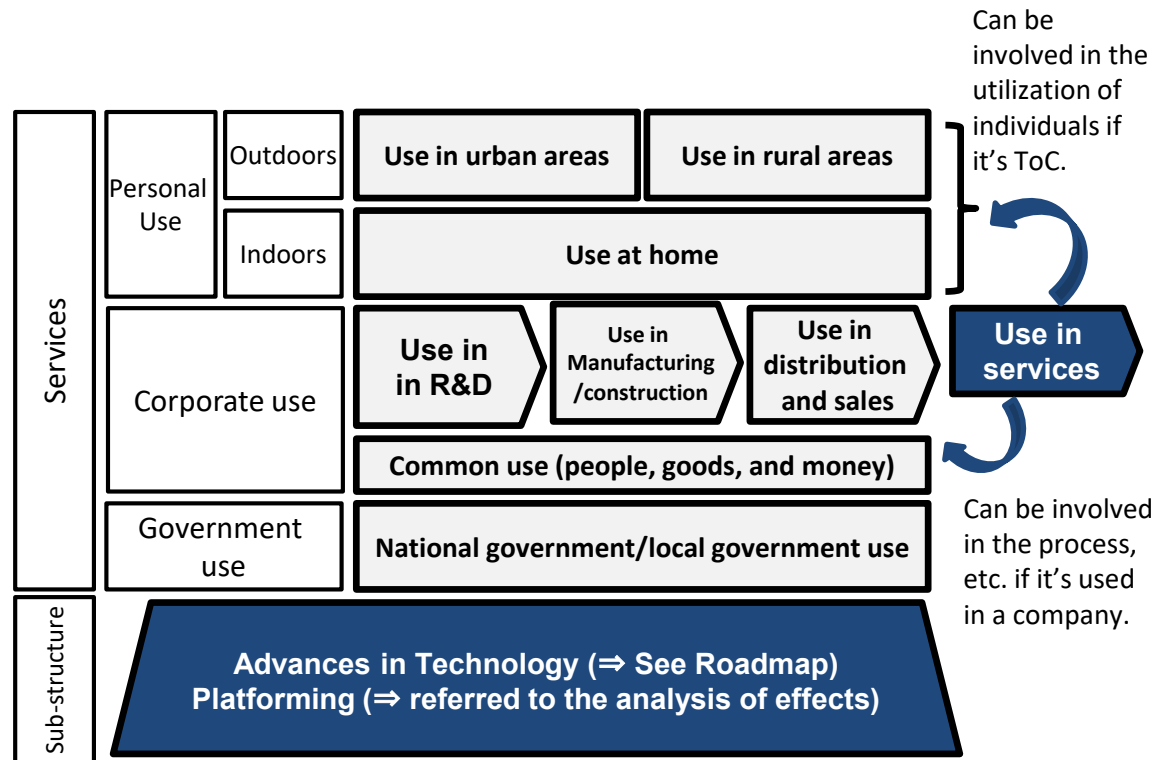 Can be
involved in the
utilization of
individuals if
it's ToC.
Services
Personal
Use
Outdoors
Use in urban areas
Use in rural areas
Indoors
Use at home
Corporate use
Use in
in R&D
Use in
Manufacturing
/construction
Use in
distribution
and sales
Use in
services
Common use (people, goods, and money)
Government
use
National government/local government use
Can be involved
in the process,
etc. if it's used
in a company.
Sub-structure
Advances in Technology (⇒ See Roadmap)
Platforming (⇒ referred to the analysis of effects)